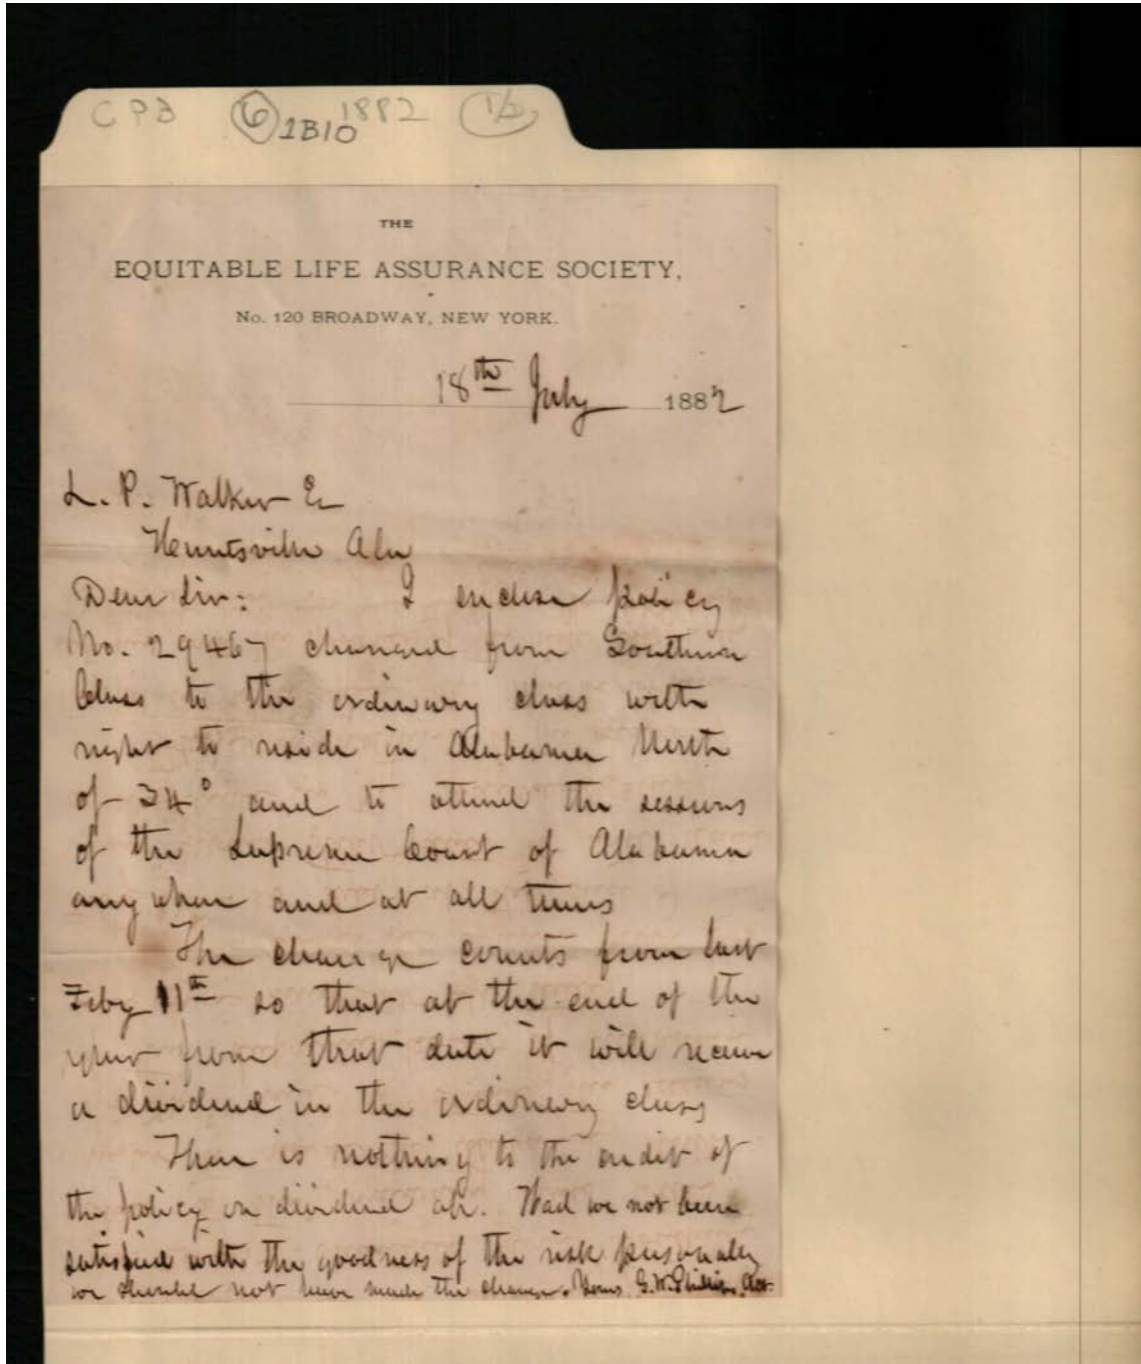 CPB 6 1882 1/2
1B10
THE
EQUITABLE LIFE ASSURANCE SOCIETY,
No. 120 BROADWAY, NEW YORK.
18th July 1882
L. P. Walker
Huntsville Ala
Dear Sir: I enclose policy
No. 29467 changed from Southern
Class to the ordinary class with
right to reside in Alabama North
of 34° and to attend the sessions
of the Supreme Court of Alabama
anywhere and at all times
The change counts from last
Feby 11th so that at the end of the
year from that date it will receive
a dividend in the ordinary class
There is nothing to the credit of
the policy on dividend a/c. Had we not been
satisfied with the goodness of the risk personally
we should not have made the change. Yours G. W. Phillips, Act.